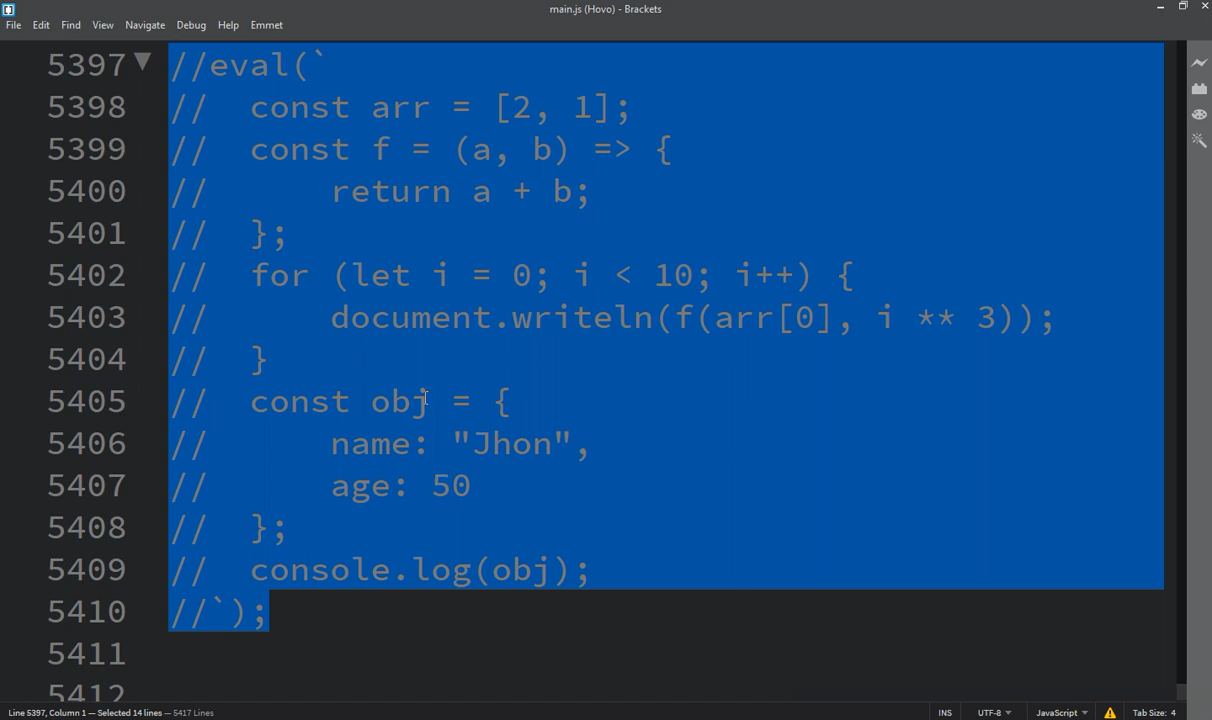 main.js (Hovo) - Brackets
File Edit Find View Navigate Debug Help Emmet
5397 //eval(`
5398 //  const arr = [2, 1];
5399 //  const f = (a, b) => {
5400 //      return a + b;
5401 //  };
5402 //  for (let i = 0; i < 10; i++) {
5403 //      document.writeln(f(arr[0], i ** 3));
5404 //  }
5405 //  const obj = {
5406 //      name: "Jhon",
5407 //      age: 50
5408 //  };
5409 //  console.log(obj);
5410 //`);
5411
5412
Line 5397, Column 1 — Selected 14 lines — 5417 Lines INS UTF-8 JavaScript Tab Size: 4